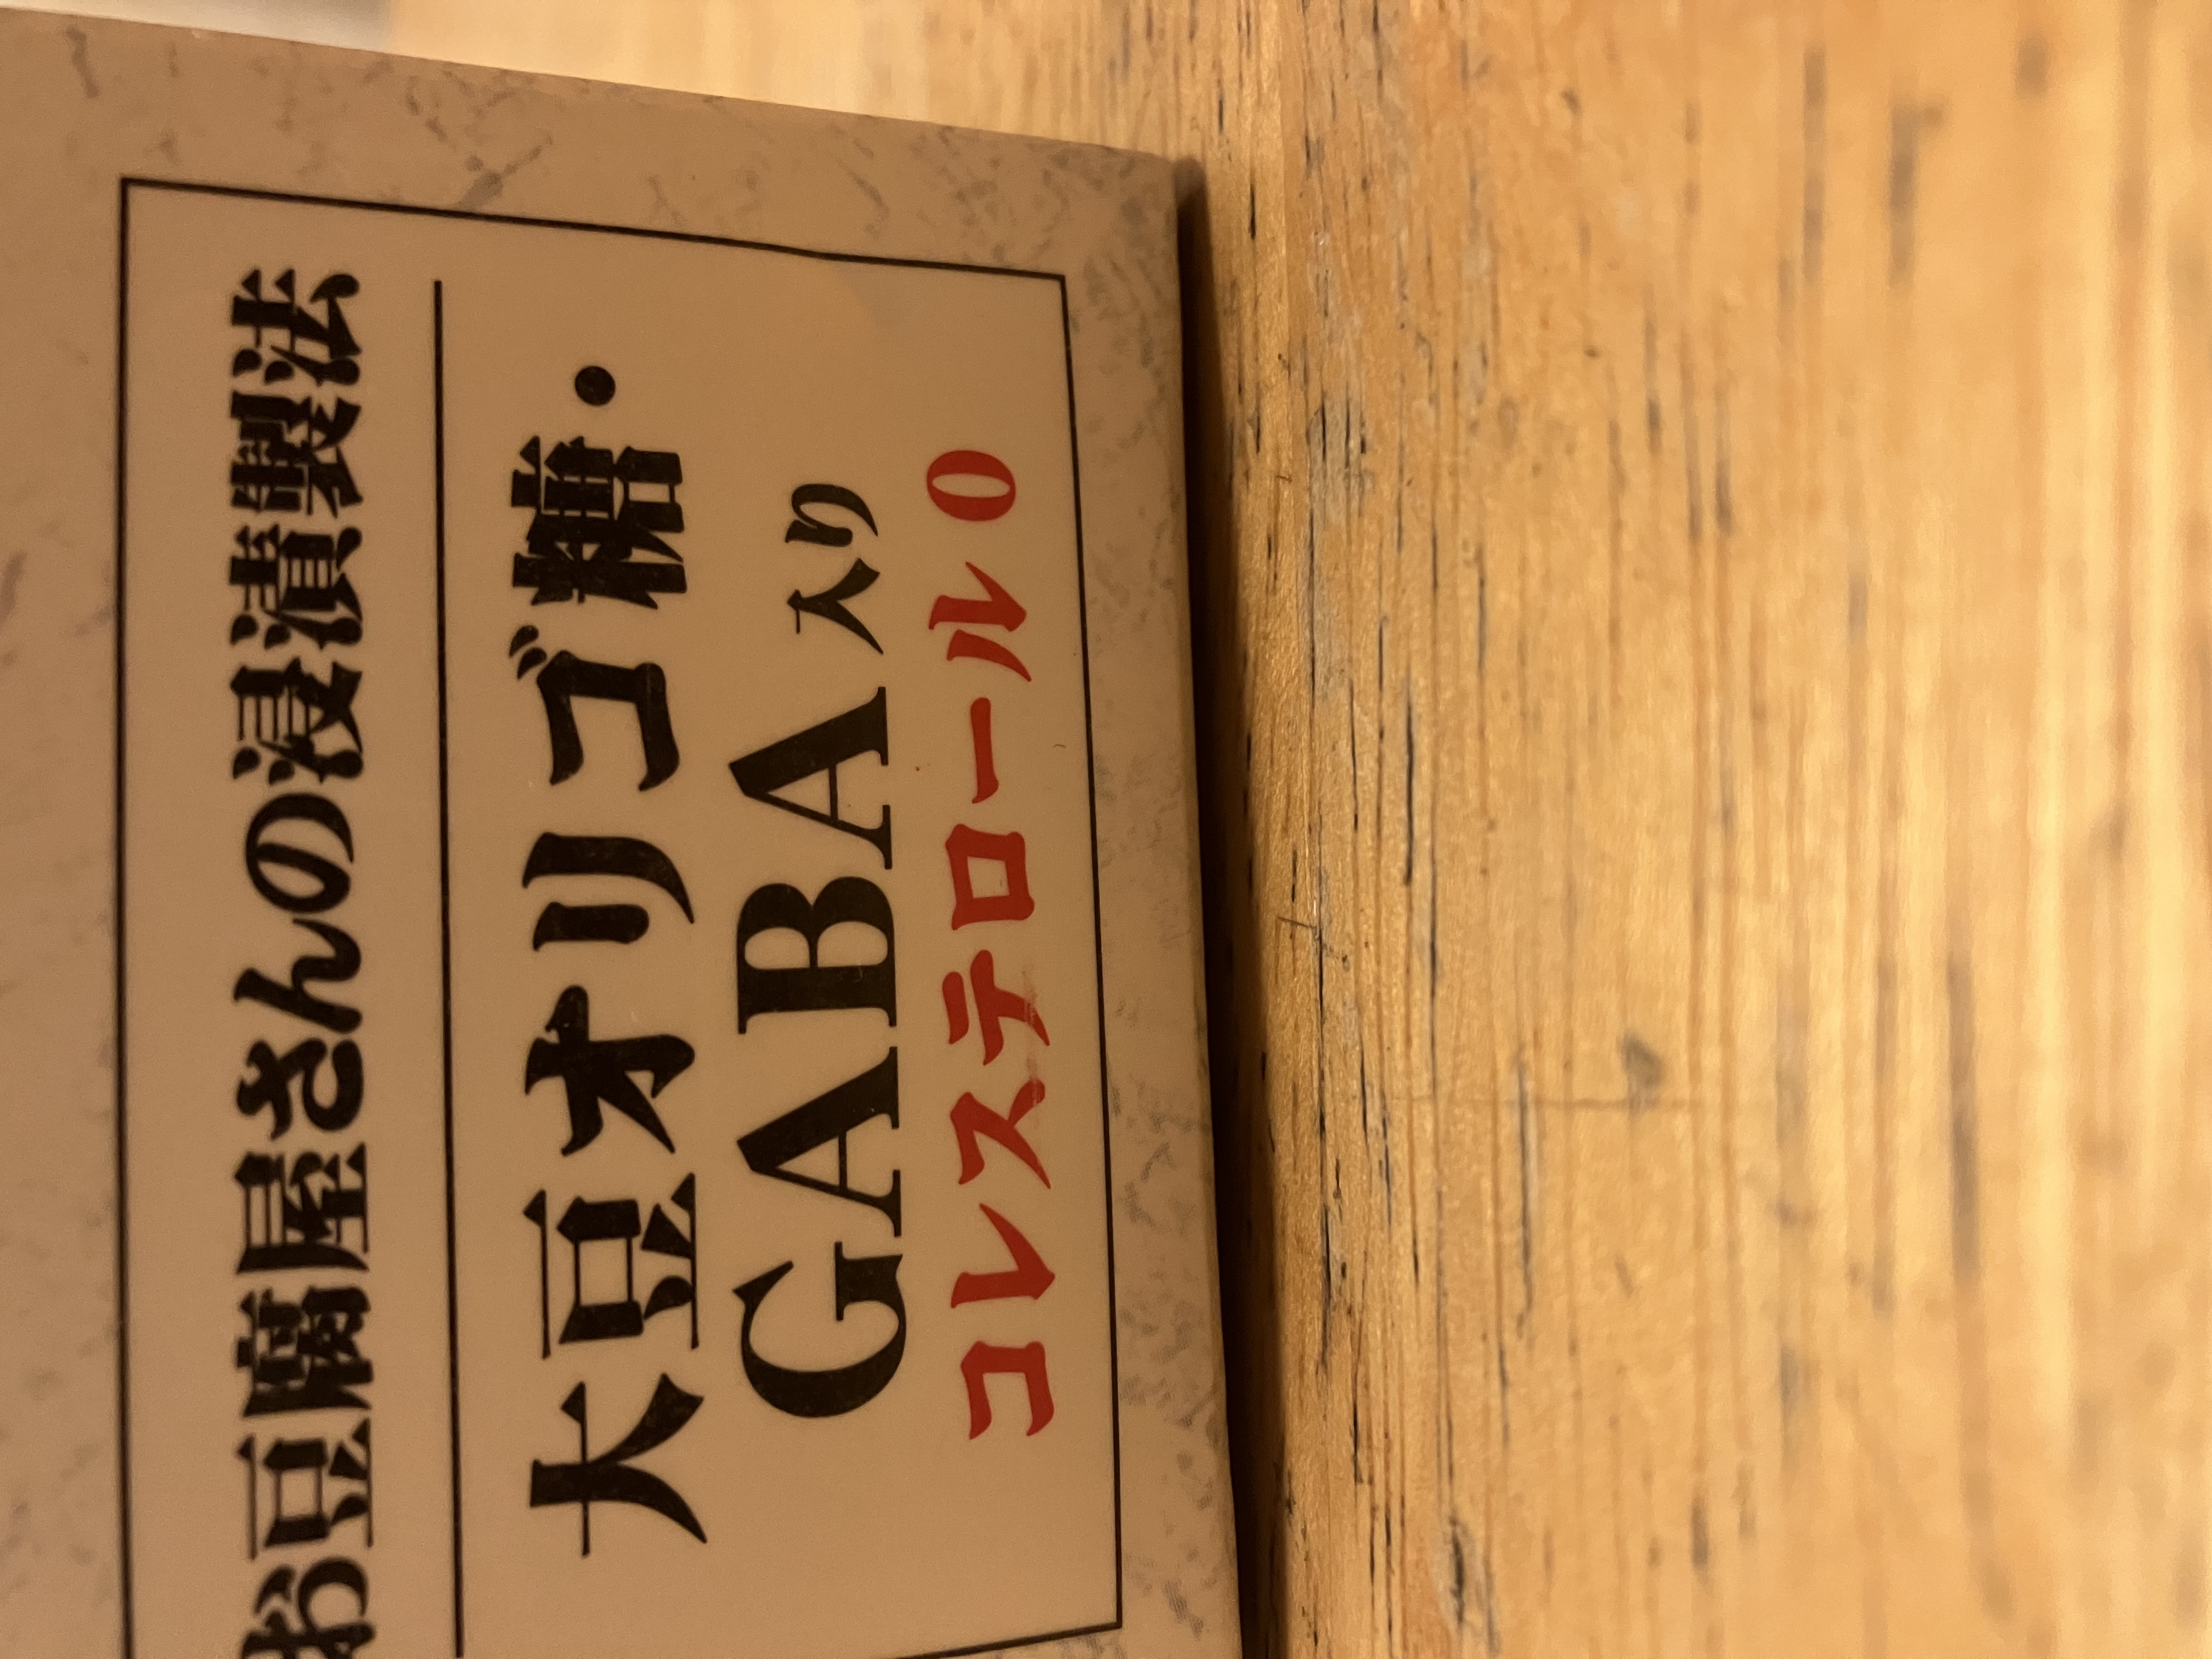 お豆腐屋さんの浸漬製法
大豆オリゴ糖・
GABA入り
コレステロール0